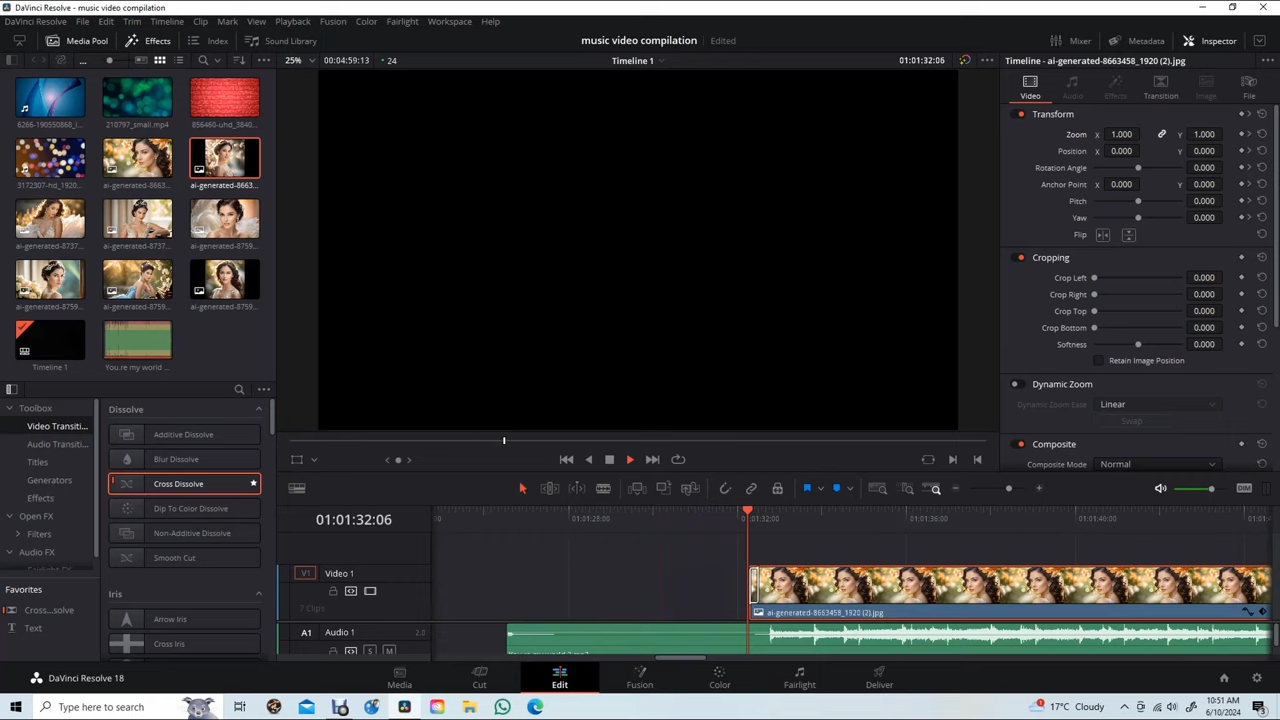 DaVinci Resolve - music video compilation
DaVinci Resolve File Edit Trim Timeline Clip Mark View Playback Fusion Color Fairlight Workspace Help
Media Pool Effects Index Sound Library music video compilation Edited Mixer Metadata Inspector
... 25% 00:04:59:13 24 Timeline 1 01:01:32:06 Timeline - ai-generated-8663458_1920 (2).jpg
Video Audio Effects Transition Image File
6266-190550868_l... 210797_small.mp4 856460-uhd_3840...
3172307-hd_1920... ai-generated-8663... ai-generated-8663...
ai-generated-8737... ai-generated-8737... ai-generated-8759...
ai-generated-8759... ai-generated-8759... ai-generated-8759...
Timeline 1 You.re my world ...
Transform
Zoom X 1.000 Y 1.000
Position X 0.000 Y 0.000
Rotation Angle 0.000
Anchor Point X 0.000 Y 0.000
Pitch 0.000
Yaw 0.000
Flip
Cropping
Crop Left 0.000
Crop Right 0.000
Crop Top 0.000
Crop Bottom 0.000
Softness 0.000
Retain Image Position
Dynamic Zoom
Dynamic Zoom Ease Linear
Swap
Composite
Composite Mode Normal
Toolbox
Video Transiti...
Audio Transiti...
Titles
Generators
Effects
Open FX
Filters
Audio FX
Favorites
Cross...solve
Text
Dissolve
Additive Dissolve
Blur Dissolve
Cross Dissolve
Dip To Color Dissolve
Non-Additive Dissolve
Smooth Cut
Iris
Arrow Iris
Cross Iris
DIM
01:01:32:06
:00 01:01:28:00 01:01:32:00 01:01:36:00 01:01:40:00
V1 Video 1
7 Clips
ai-generated-8663458_1920 (2).jpg
A1 Audio 1 2.0
S M
DaVinci Resolve 18 Media Cut Edit Fusion Color Fairlight Deliver
Type here to search 1 17°C Cloudy 10:51 AM
6/10/2024 3